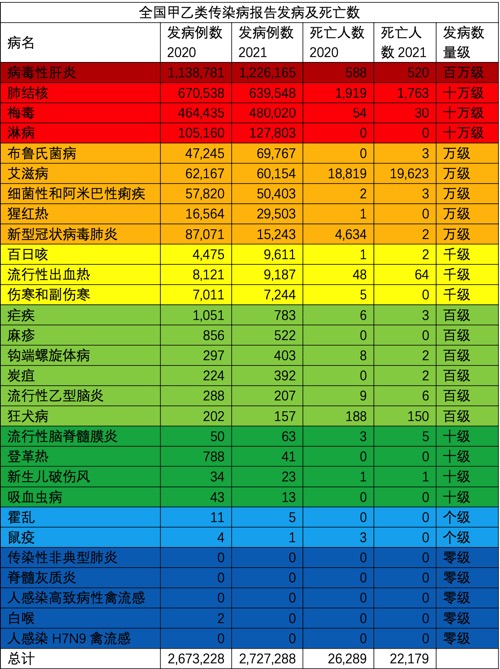 全国甲乙类传染病报告发病及死亡数
病名 发病例数 2020 发病例数 2021 死亡人数 2020 死亡人数 2021 发病数量级
病毒性肝炎 1,138,781 1,226,165 588 520 百万级
肺结核 670,538 639,548 1,919 1,763 十万级
梅毒 464,435 480,020 54 30 十万级
淋病 105,160 127,803 0 0 十万级
布鲁氏菌病 47,245 69,767 0 3 万级
艾滋病 62,167 60,154 18,819 19,623 万级
细菌性和阿米巴性痢疾 57,820 50,403 2 3 万级
猩红热 16,564 29,503 1 0 万级
新型冠状病毒肺炎 87,071 15,243 4,634 2 万级
百日咳 4,475 9,611 1 2 千级
流行性出血热 8,121 9,187 48 64 千级
伤寒和副伤寒 7,011 7,244 5 0 千级
疟疾 1,051 783 6 3 百级
麻疹 856 522 0 0 百级
钩端螺旋体病 297 403 8 2 百级
炭疽 224 392 0 2 百级
流行性乙型脑炎 288 207 9 6 百级
狂犬病 202 157 188 150 百级
流行性脑脊髓膜炎 50 63 3 5 十级
登革热 788 41 0 0 十级
新生儿破伤风 34 23 1 1 十级
吸血虫病 43 13 0 0 十级
霍乱 11 5 0 0 个级
鼠疫 4 1 3 0 个级
传染性非典型肺炎 0 0 0 0 零级
脊髓灰质炎 0 0 0 0 零级
人感染高致病性禽流感 0 0 0 0 零级
白喉 2 0 0 0 零级
人感染 H7N9 禽流感 0 0 0 0 零级
总计 2,673,228 2,727,288 26,289 22,179